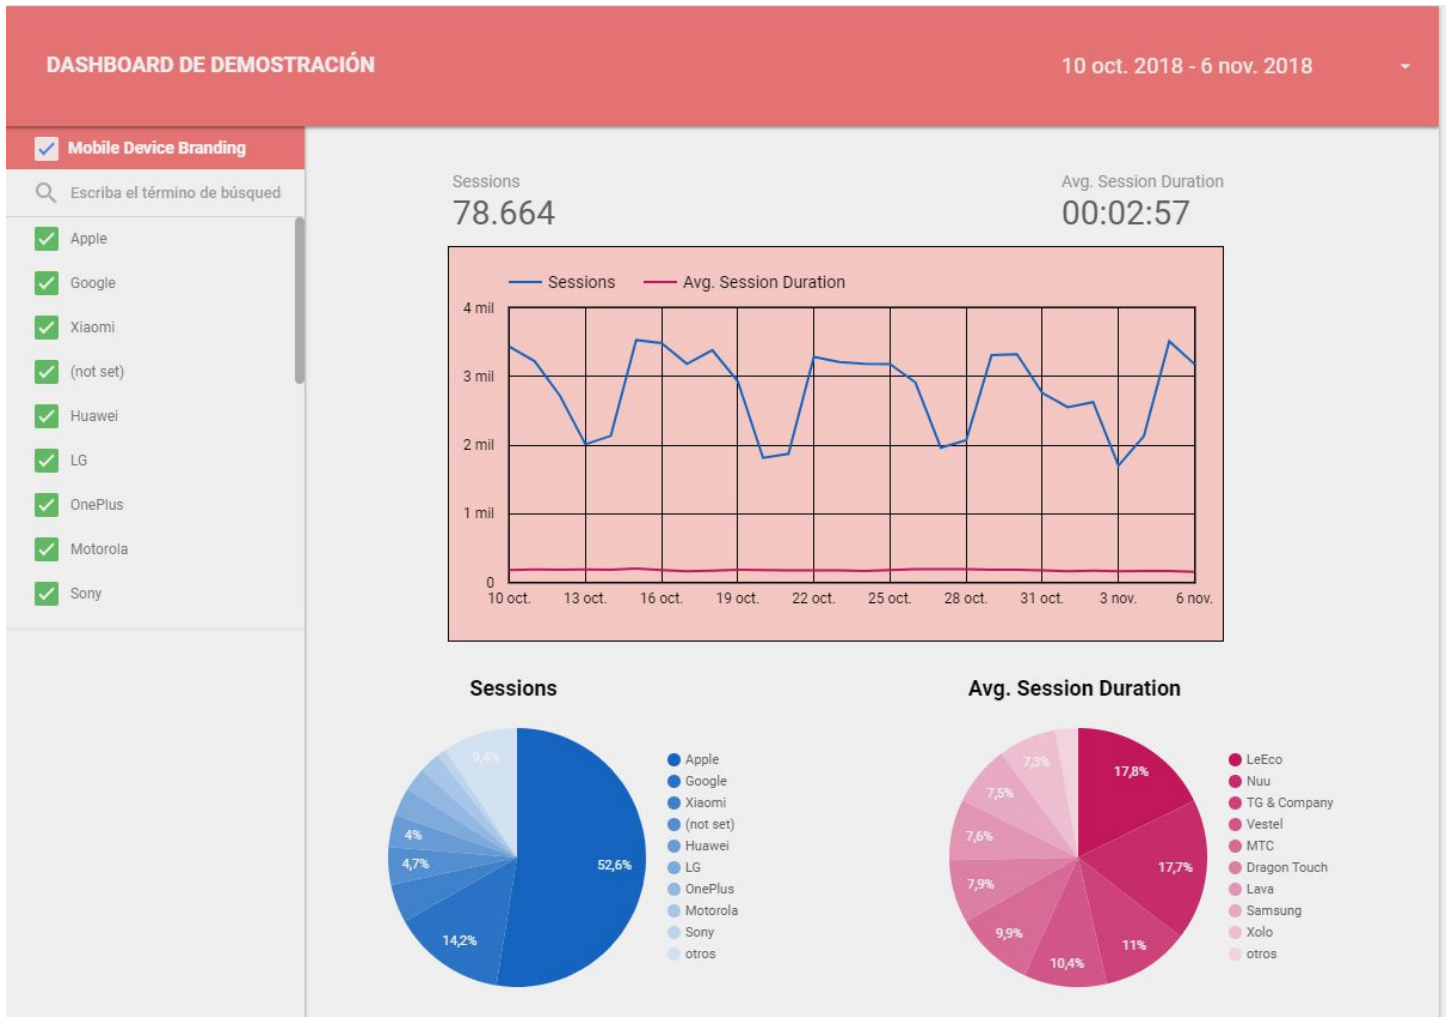 DASHBOARD DE DEMOSTRACIÓN
10 oct. 2018 - 6 nov. 2018
Mobile Device Branding
Escriba el término de búsqued
Apple
Google
Xiaomi
(not set)
Huawei
LG
OnePlus
Motorola
Sony
Sessions
78.664
Avg. Session Duration
00:02:57
Sessions
Avg. Session Duration
4 mil
3 mil
2 mil
1 mil
0
10 oct.
13 oct.
16 oct.
19 oct.
22 oct.
25 oct.
28 oct.
31 oct.
3 nov.
6 nov.
Sessions
9,4%
4%
4,7%
14,2%
52,6%
Apple
Google
Xiaomi
(not set)
Huawei
LG
OnePlus
Motorola
Sony
otros
Avg. Session Duration
17,8%
17,7%
11%
10,4%
9,9%
7,9%
7,6%
7,5%
7,3%
LeEco
Nuu
TG & Company
Vestel
MTC
Dragon Touch
Lava
Samsung
Xolo
otros